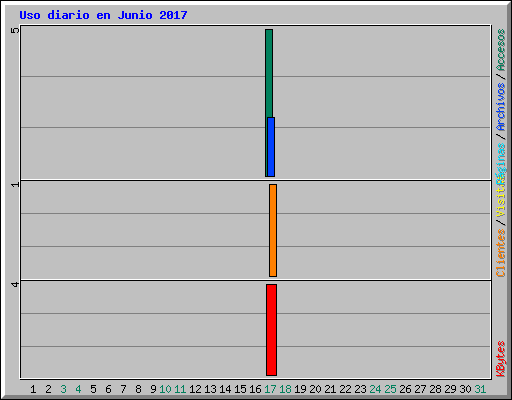 Uso diario en Junio 2017
5
1
4
KBytes
Clientes / Visitas
Páginas / Archivos / Accesos
1 2 3 4 5 6 7 8 9 10 11 12 13 14 15 16 17 18 19 20 21 22 23 24 25 26 27 28 29 30 31